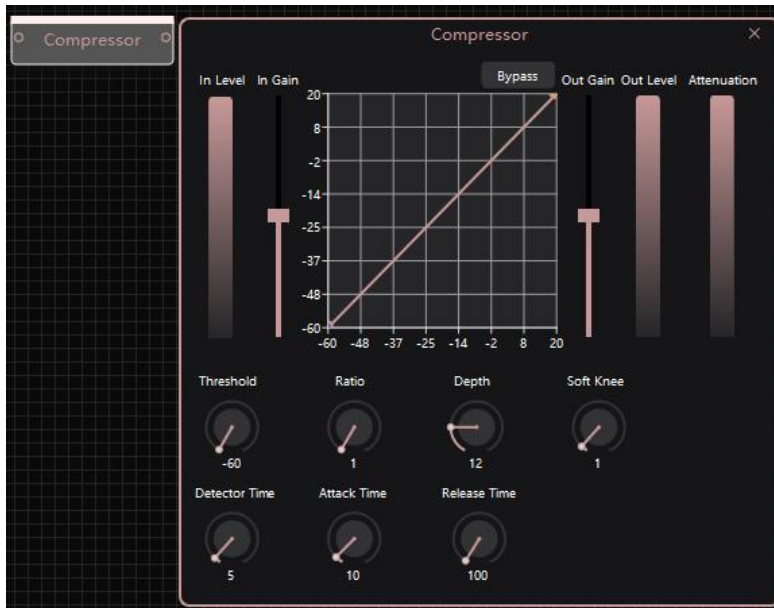 Compressor
Compressor
Bypass
In Level In Gain Out Gain Out Level Attenuation
20
8
-2
-14
-25
-37
-48
-60
-60 -48 -37 -25 -14 -2 8 20
Threshold Ratio Depth Soft Knee
-60 1 12 1
Detector Time Attack Time Release Time
5 10 100